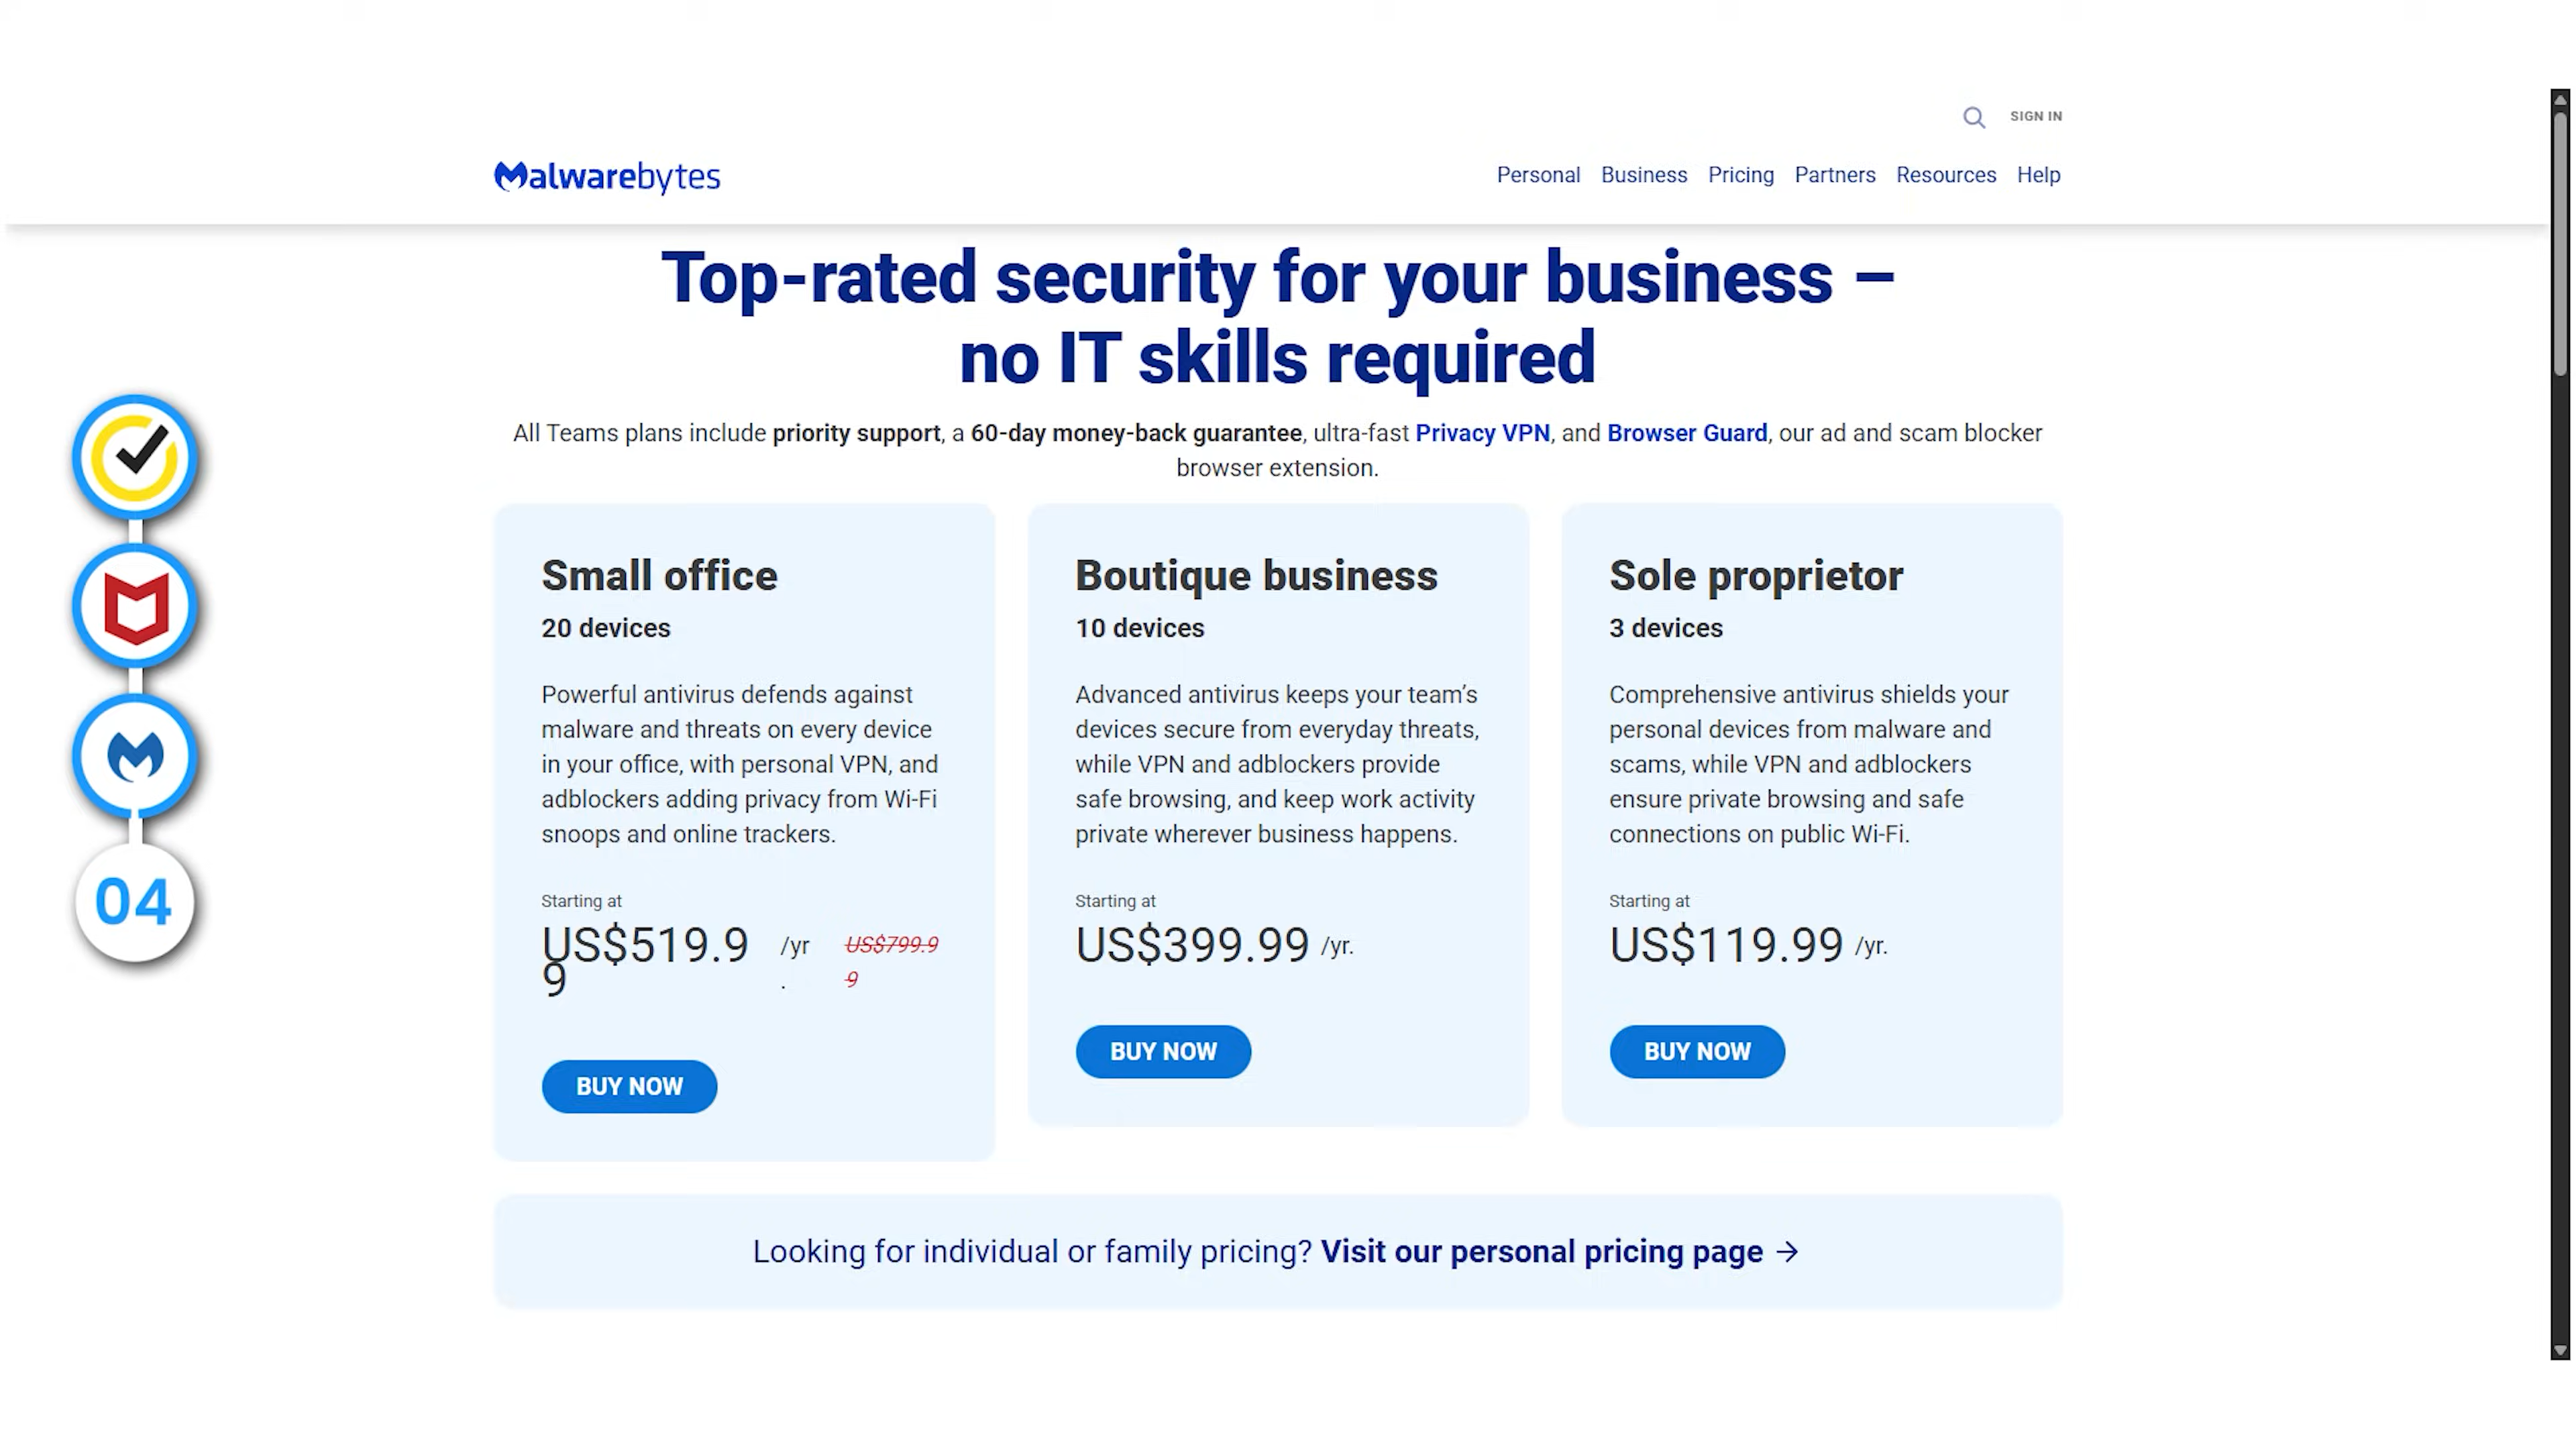 SIGN IN
Malwarebytes
Personal Business Pricing Partners Resources Help
Top-rated security for your business –
no IT skills required
All Teams plans include priority support, a 60-day money-back guarantee, ultra-fast Privacy VPN, and Browser Guard, our ad and scam blocker
browser extension.
Small office
20 devices
Powerful antivirus defends against
malware and threats on every device
in your office, with personal VPN, and
adblockers adding privacy from Wi-Fi
snoops and online trackers.
Starting at
US$519.9 /yr US$799.9
9 . 9
BUY NOW
Boutique business
10 devices
Advanced antivirus keeps your team’s
devices secure from everyday threats,
while VPN and adblockers provide
safe browsing, and keep work activity
private wherever business happens.
Starting at
US$399.99 /yr.
BUY NOW
Sole proprietor
3 devices
Comprehensive antivirus shields your
personal devices from malware and
scams, while VPN and adblockers
ensure private browsing and safe
connections on public Wi-Fi.
Starting at
US$119.99 /yr.
BUY NOW
Looking for individual or family pricing? Visit our personal pricing page →
04